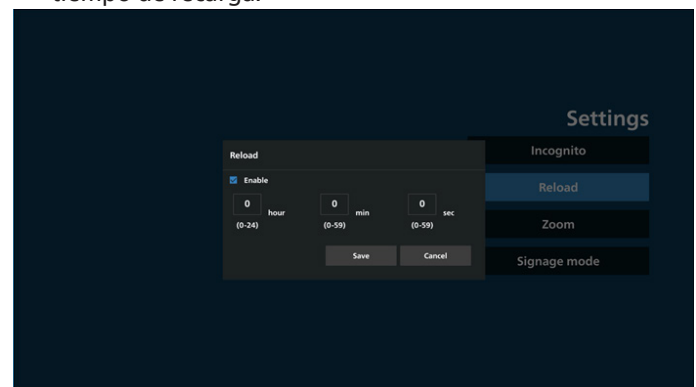 tiempo de recarga.
Settings
Incognito
Reload
Zoom
Signage mode
Reload
Enable
0 hour 0 min 0 sec
(0-24) (0-59) (0-59)
Save Cancel